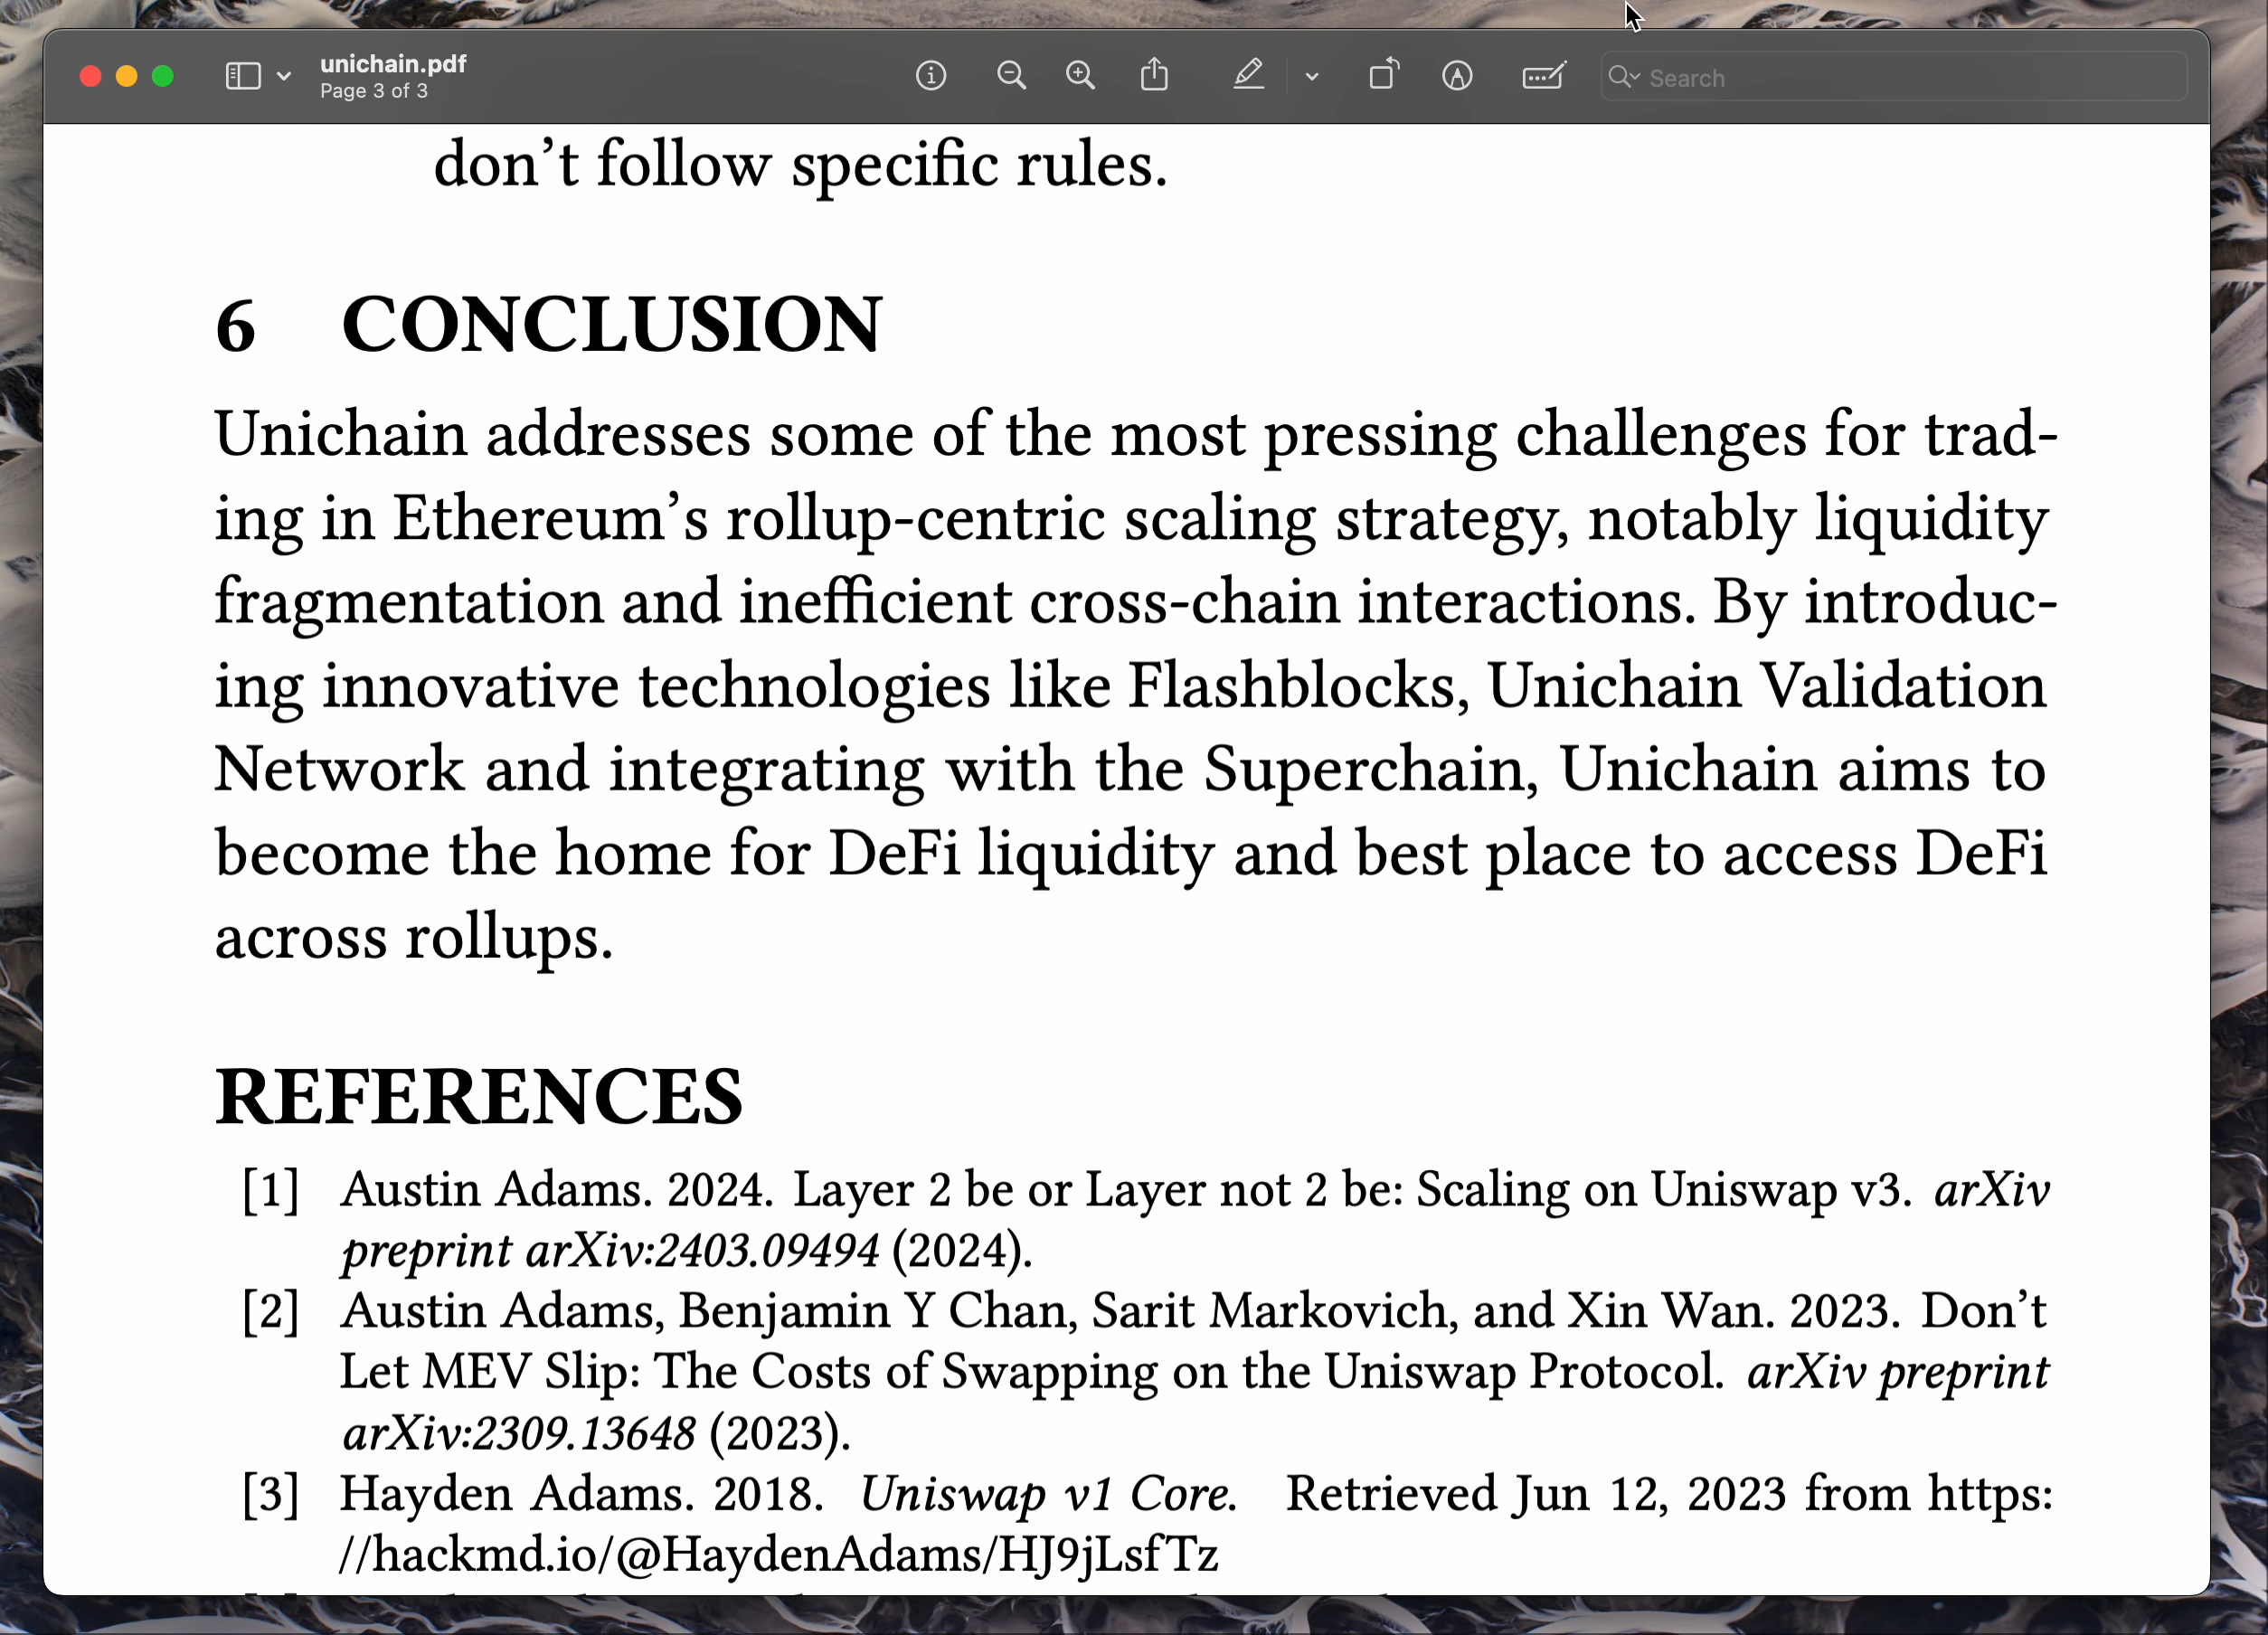 unichain.pdf
Page 3 of 3
Search
don’t follow specific rules.
6 CONCLUSION
Unichain addresses some of the most pressing challenges for trad-
ing in Ethereum’s rollup-centric scaling strategy, notably liquidity
fragmentation and inefficient cross-chain interactions. By introduc-
ing innovative technologies like Flashblocks, Unichain Validation
Network and integrating with the Superchain, Unichain aims to
become the home for DeFi liquidity and best place to access DeFi
across rollups.
REFERENCES
[1] Austin Adams. 2024. Layer 2 be or Layer not 2 be: Scaling on Uniswap v3. arXiv
preprint arXiv:2403.09494 (2024).
[2] Austin Adams, Benjamin Y Chan, Sarit Markovich, and Xin Wan. 2023. Don’t
Let MEV Slip: The Costs of Swapping on the Uniswap Protocol. arXiv preprint
arXiv:2309.13648 (2023).
[3] Hayden Adams. 2018. Uniswap v1 Core. Retrieved Jun 12, 2023 from https:
//hackmd.io/@HaydenAdams/HJ9jLsfTz